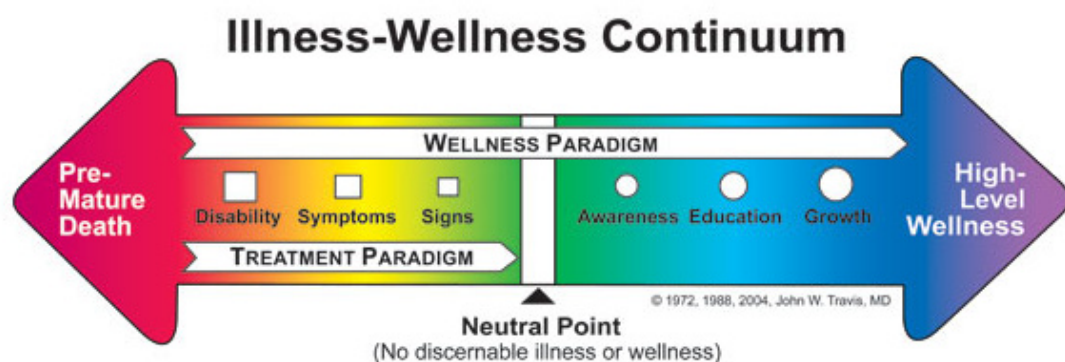 Illness-Wellness Continuum
WELLNESS PARADIGM
Pre-
Mature
Death
High-
Level
Wellness
Disability Symptoms Signs Awareness Education Growth
TREATMENT PARADIGM
© 1972, 1988, 2004, John W. Travis, MD
Neutral Point
(No discernable illness or wellness)